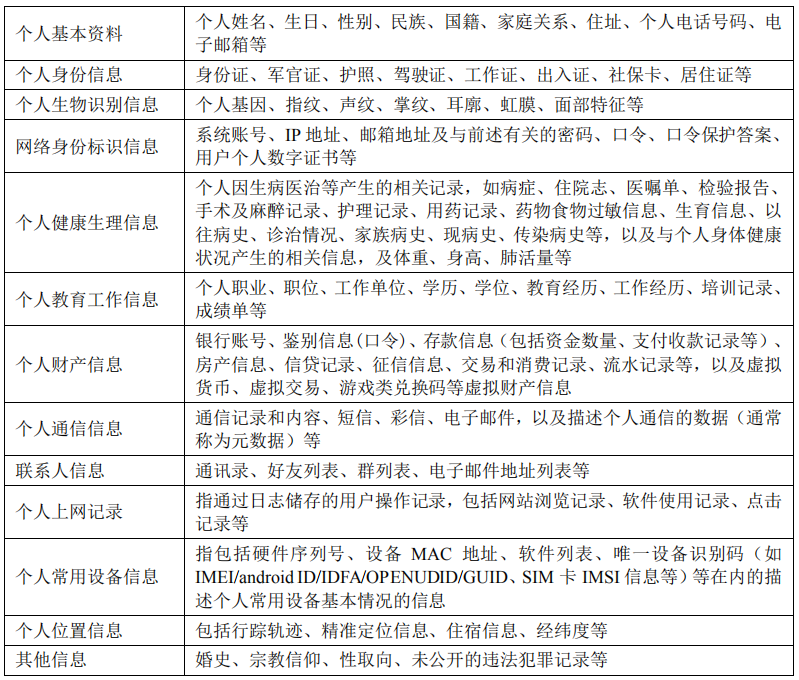 个人基本资料
个人姓名、生日、性别、民族、国籍、家庭关系、住址、个人电话号码、电
子邮箱等
个人身份信息
身份证、军官证、护照、驾驶证、工作证、出入证、社保卡、居住证等
个人生物识别信息
个人基因、指纹、声纹、掌纹、耳廓、虹膜、面部特征等
网络身份标识信息
系统账号、IP 地址、邮箱地址及与前述有关的密码、口令、口令保护答案、
用户个人数字证书等
个人健康生理信息
个人因生病医治等产生的相关记录，如病症、住院志、医嘱单、检验报告、
手术及麻醉记录、护理记录、用药记录、药物食物过敏信息、生育信息、以
往病史、诊治情况、家族病史、现病史、传染病史等，以及与个人身体健康
状况产生的相关信息，及体重、身高、肺活量等
个人教育工作信息
个人职业、职位、工作单位、学历、学位、教育经历、工作经历、培训记录、
成绩单等
个人财产信息
银行账号、鉴别信息(口令)、存款信息（包括资金数量、支付收款记录等）、
房产信息、信贷记录、征信信息、交易和消费记录、流水记录等，以及虚拟
货币、虚拟交易、游戏类兑换码等虚拟财产信息
个人通信信息
通信记录和内容、短信、彩信、电子邮件，以及描述个人通信的数据（通常
称为元数据）等
联系人信息
通讯录、好友列表、群列表、电子邮件地址列表等
个人上网记录
指通过日志储存的用户操作记录，包括网站浏览记录、软件使用记录、点击
记录等
个人常用设备信息
指包括硬件序列号、设备 MAC 地址、软件列表、唯一设备识别码（如
IMEI/android ID/IDFA/OPENUDID/GUID、SIM 卡 IMSI 信息等）等在内的描
述个人常用设备基本情况的信息
个人位置信息
包括行踪轨迹、精准定位信息、住宿信息、经纬度等
其他信息
婚史、宗教信仰、性取向、未公开的违法犯罪记录等